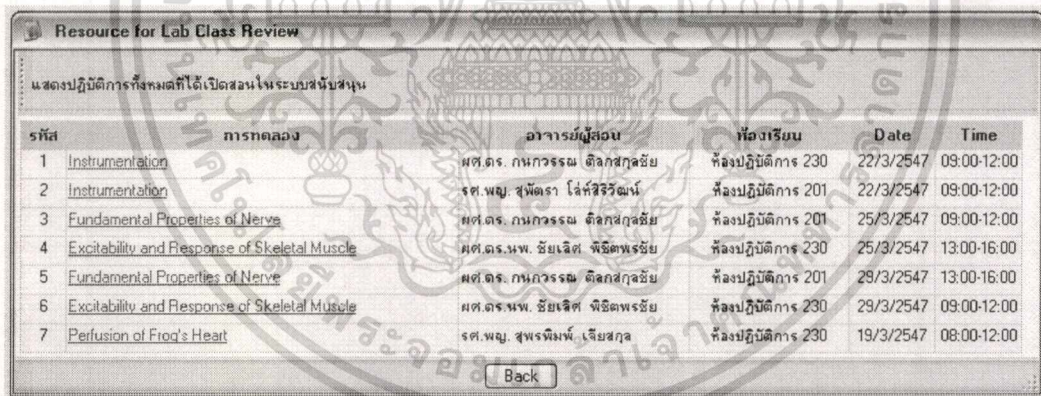 Resource for Lab Class Review
แสดงปฏิบัติการทั้งหมดที่ได้เปิดสอนในระบบสนับสนุน
รหัส การทดลอง อาจารย์ผู้สอน ห้องเรียน Date Time
1 Instrumentation ผศ.ดร. กนกวรรณ ติลกสกุลชัย ห้องปฏิบัติการ 230 22/3/2547 09:00-12:00
2 Instrumentation รศ.พญ. สุพัตรา โล่ห์สิริวัฒน์ ห้องปฏิบัติการ 201 22/3/2547 09:00-12:00
3 Fundamental Properties of Nerve ผศ.ดร. กนกวรรณ ติลกสกุลชัย ห้องปฏิบัติการ 201 25/3/2547 09:00-12:00
4 Excitability and Response of Skeletal Muscle ผศ.ดร.นพ. ชัยเลิศ พิชิตพรชัย ห้องปฏิบัติการ 230 25/3/2547 13:00-16:00
5 Fundamental Properties of Nerve ผศ.ดร. กนกวรรณ ติลกสกุลชัย ห้องปฏิบัติการ 201 29/3/2547 13:00-16:00
6 Excitability and Response of Skeletal Muscle ผศ.ดร.นพ. ชัยเลิศ พิชิตพรชัย ห้องปฏิบัติการ 230 29/3/2547 09:00-12:00
7 Perfusion of Frog's Heart รศ.พญ. สุพรพิมพ์ เจียสกุล ห้องปฏิบัติการ 230 19/3/2547 08:00-12:00
Back